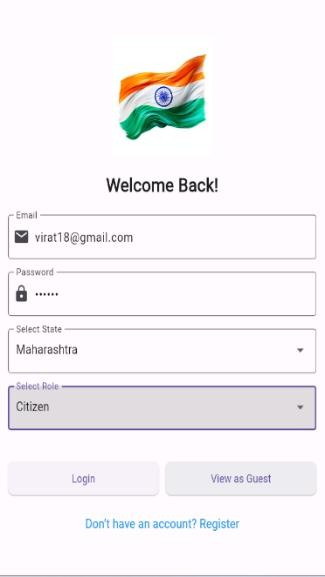 Welcome Back!
Email
virat18@gmail.com
Password
••••••
Select State
Maharashtra
Select Role
Citizen
Login View as Guest
Don't have an account? Register